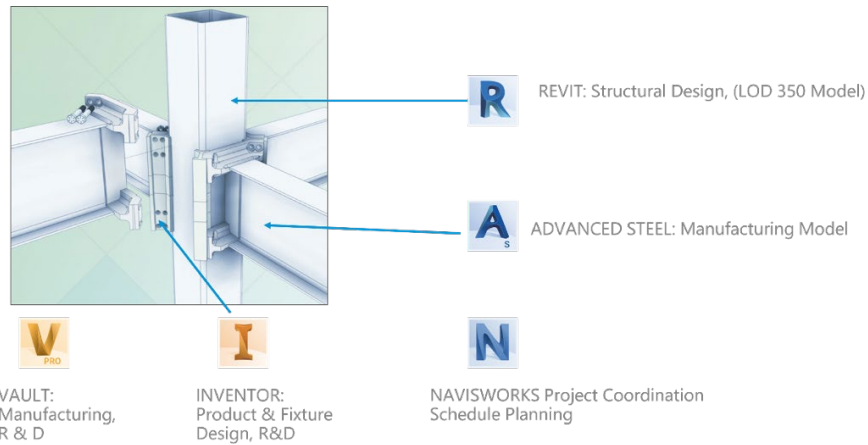 R
REVIT: Structural Design, (LOD 350 Model)
A
S
ADVANCED STEEL: Manufacturing Model
V
PRO
I
N
VAULT:
Manufacturing,
R & D
INVENTOR:
Product & Fixture
Design, R&D
NAVISWORKS Project Coordination
Schedule Planning